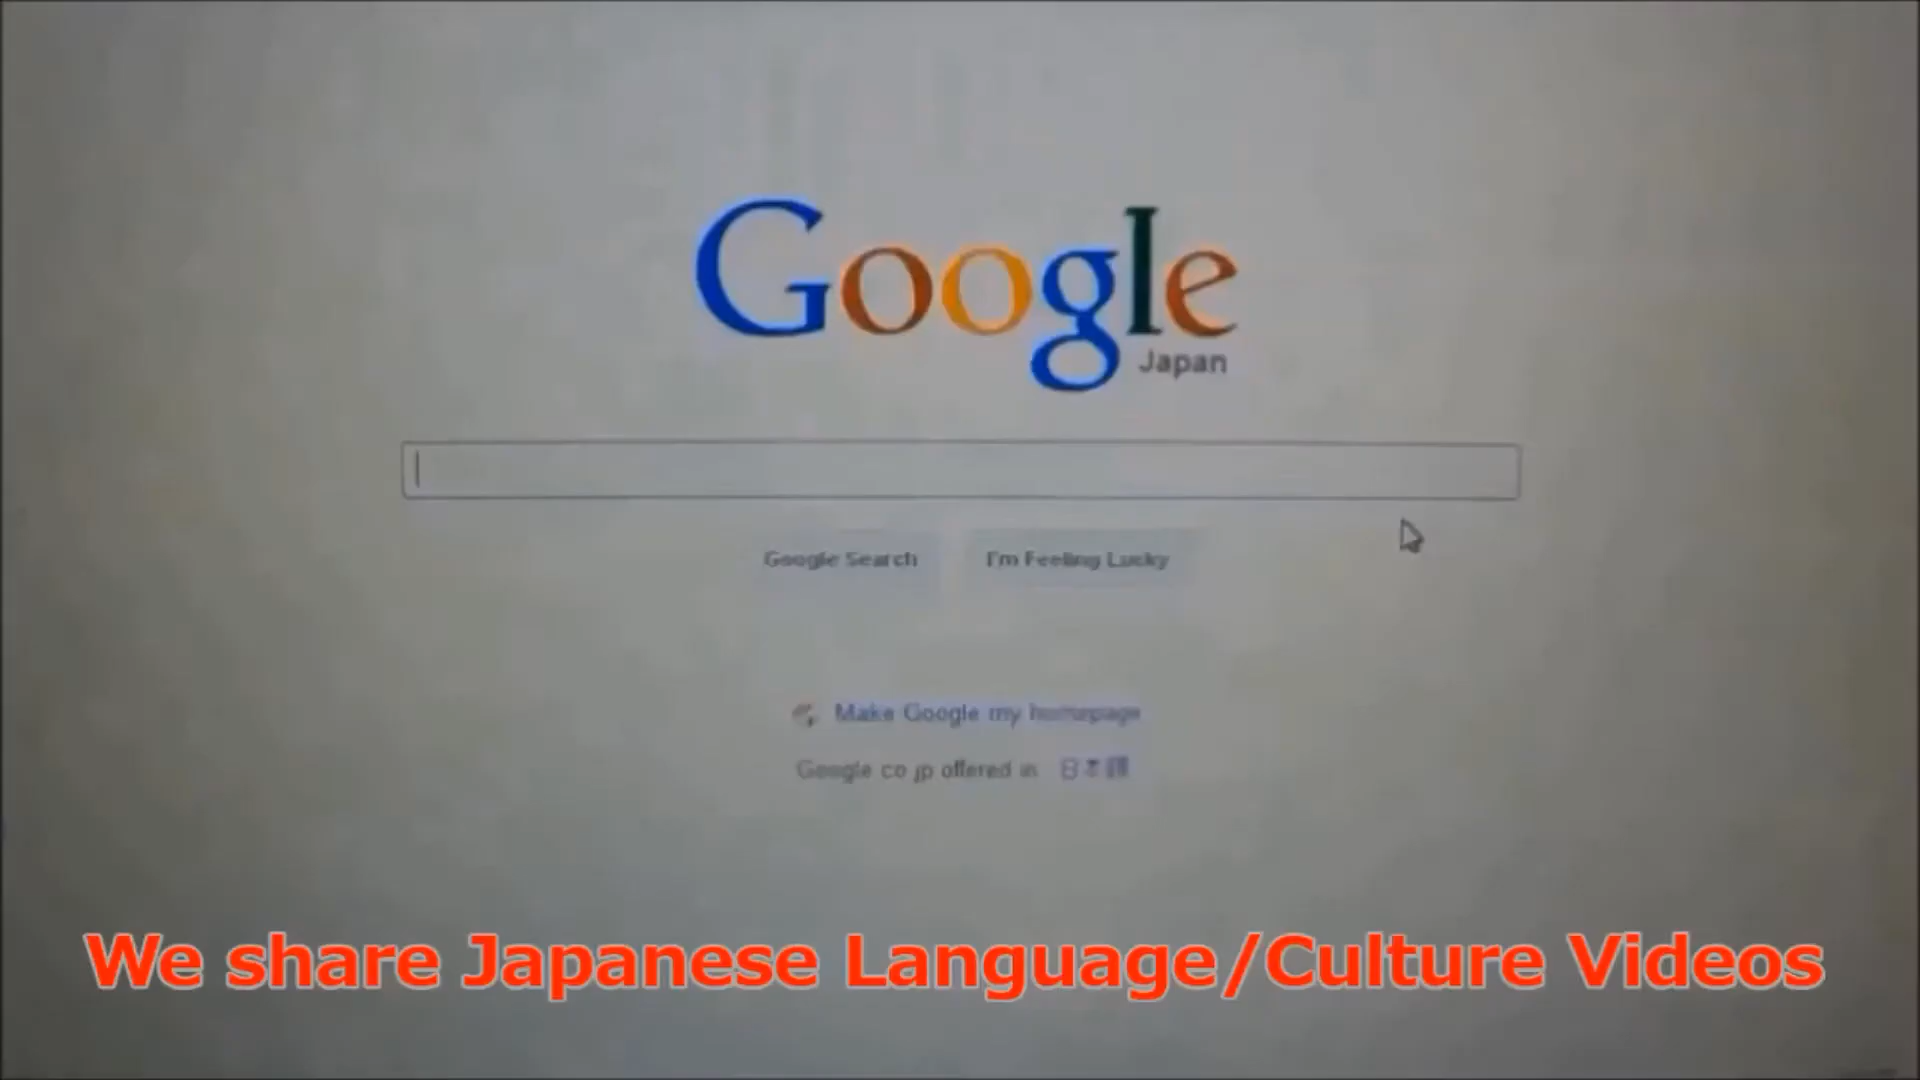 Google
Japan
Google Search
I'm Feeling Lucky
Make Google my homepage
Google co jp offered in 日本語
We share Japanese Language/Culture Videos